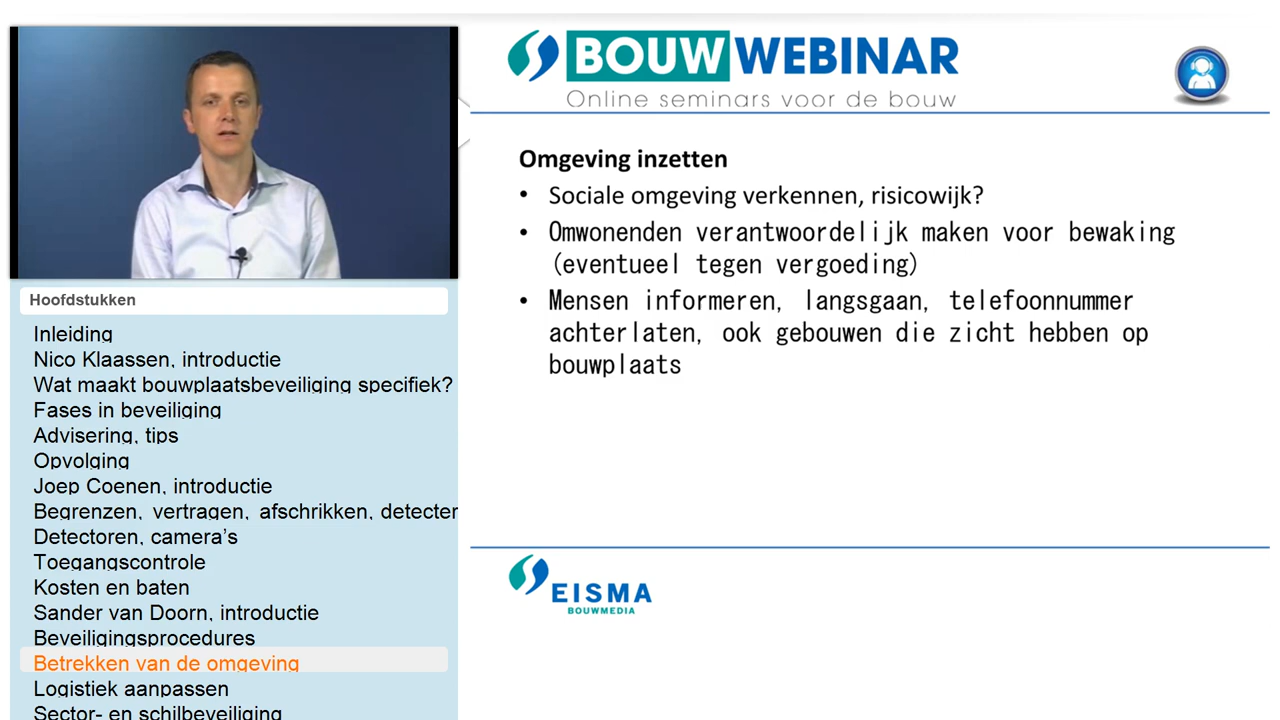 BOUWWEBINAR
Online seminars voor de bouw
Omgeving inzetten
• Sociale omgeving verkennen, risicowijk?
• Omwonenden verantwoordelijk maken voor bewaking
(eventueel tegen vergoeding)
• Mensen informeren, langsgaan, telefoonnummer
achterlaten, ook gebouwen die zicht hebben op
bouwplaats
EISMA
BOUWMEDIA
Hoofdstukken
Inleiding
Nico Klaassen, introductie
Wat maakt bouwplaatsbeveiliging specifiek?
Fases in beveiliging
Advisering, tips
Opvolging
Joep Coenen, introductie
Begrenzen, vertragen, afschrikken, detecter
Detectoren, camera's
Toegangscontrole
Kosten en baten
Sander van Doorn, introductie
Beveiligingsprocedures
Betrekken van de omgeving
Logistiek aanpassen
Sector- en schilbeveiliging